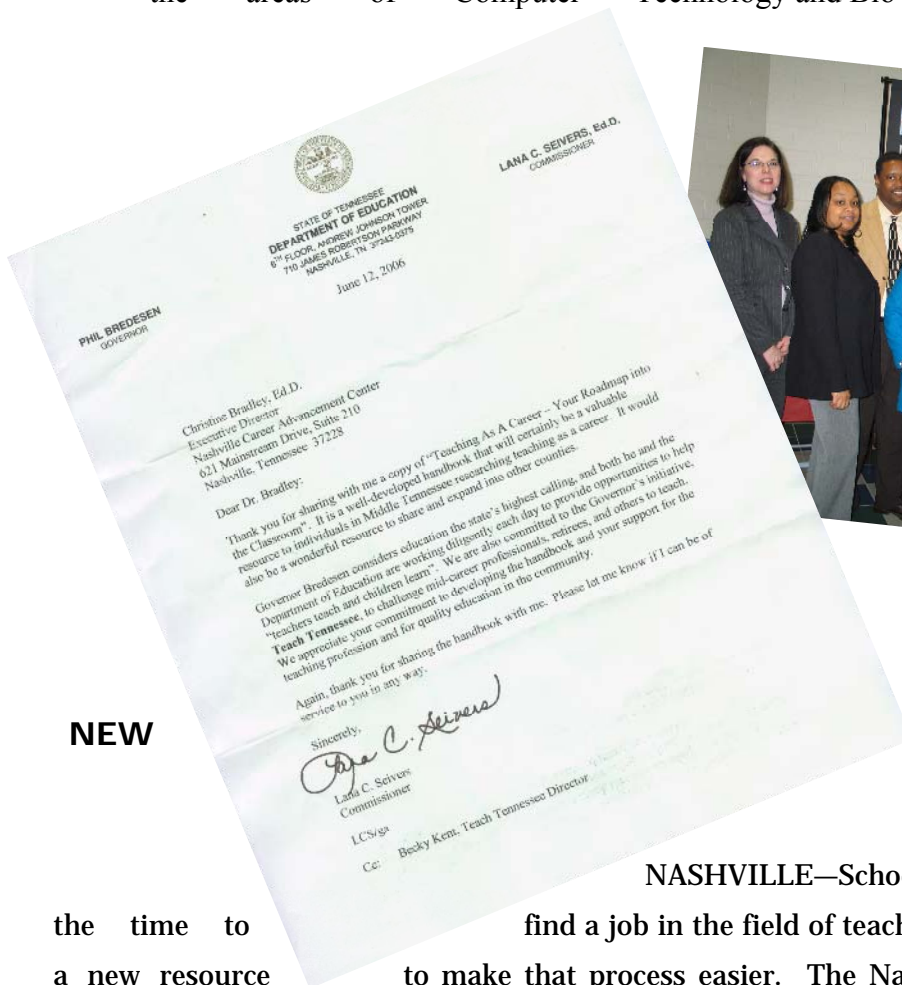 the areas of Computer Technology and Bio
STATE OF TENNESSEE
DEPARTMENT OF EDUCATION
6TH FLOOR, ANDREW JOHNSON TOWER
710 JAMES ROBERTSON PARKWAY
NASHVILLE, TN 37243-0375
LANA C. SEIVERS, Ed.D.
COMMISSIONER
June 12, 2006
PHIL BREDESEN
GOVERNOR
Christine Bradley, Ed.D.
Executive Director
Nashville Career Advancement Center
621 Mainstream Drive, Suite 210
Nashville, Tennessee 37228
Dear Dr. Bradley:
Thank you for sharing with me a copy of "Teaching As A Career – Your Roadmap into
the Classroom". It is a well-developed handbook that will certainly be a valuable
resource to individuals in Middle Tennessee researching teaching as a career. It would
also be a wonderful resource to share and expand into other counties.
Governor Bredesen considers education the state's highest calling, and both he and the
Department of Education are working diligently each day to provide opportunities to help
"teachers teach and children learn". We are also committed to the Governor's initiative,
Teach Tennessee, to challenge mid-career professionals, retirees, and others to teach.
We appreciate your commitment to developing the handbook and your support for the
teaching profession and for quality education in the community.
Again, thank you for sharing the handbook with me. Please let me know if I can be of
service to you in any way.
Sincerely,
Lana C. Seivers
Lana C. Seivers
Commissioner
LCS/ga
Cc: Becky Kent, Teach Tennessee Director
NEW
NASHVILLE—Schoo
the time to find a job in the field of teach
a new resource to make that process easier. The Na